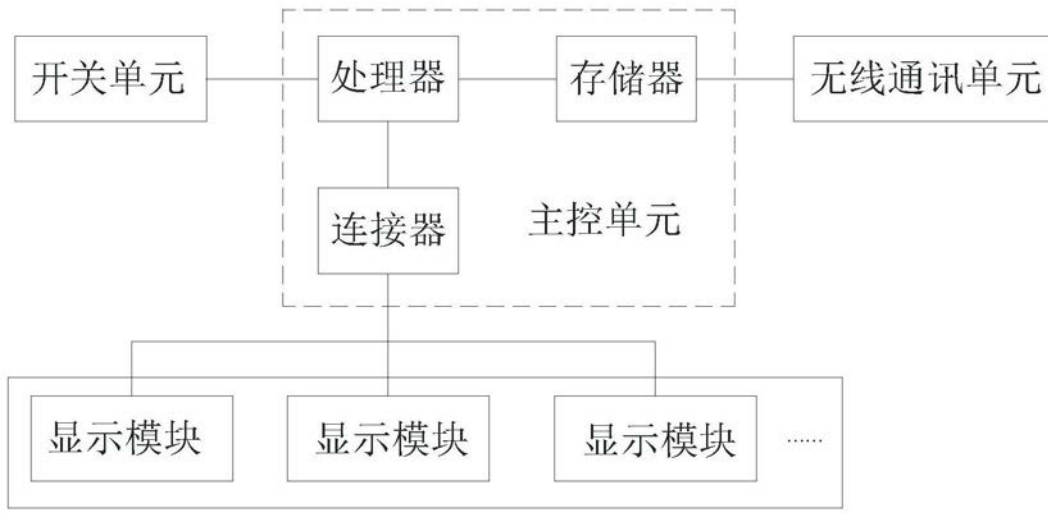 开关单元
处理器
存储器
无线通讯单元
连接器
主控单元
显示模块
显示模块
显示模块
……